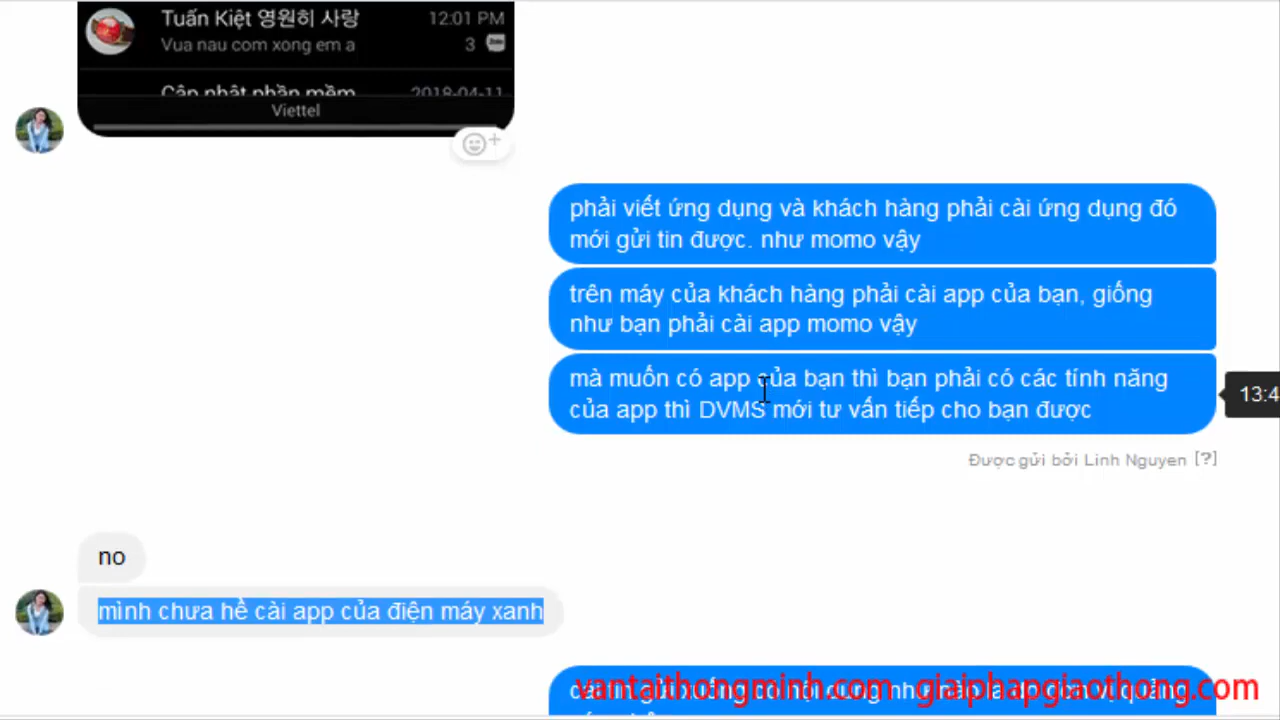 Tuấn Kiệt 영원히 사랑
12:01 PM
Vua nau com xong em a
3
Cập nhật phần mềm
2018-04-11
Viettel
phải viết ứng dụng và khách hàng phải cài ứng dụng đó
mới gửi tin được. như momo vậy
trên máy của khách hàng phải cài app của bạn, giống
như bạn phải cài app momo vậy
mà muốn có app của bạn thì bạn phải có các tính năng
của app thì DVMS mới tư vấn tiếp cho bạn được
13:4
Được gửi bởi Linh Nguyen [?]
no
mình chưa hề cài app của điện máy xanh
vantaithongminh.com - giaiphapgiaothong.com